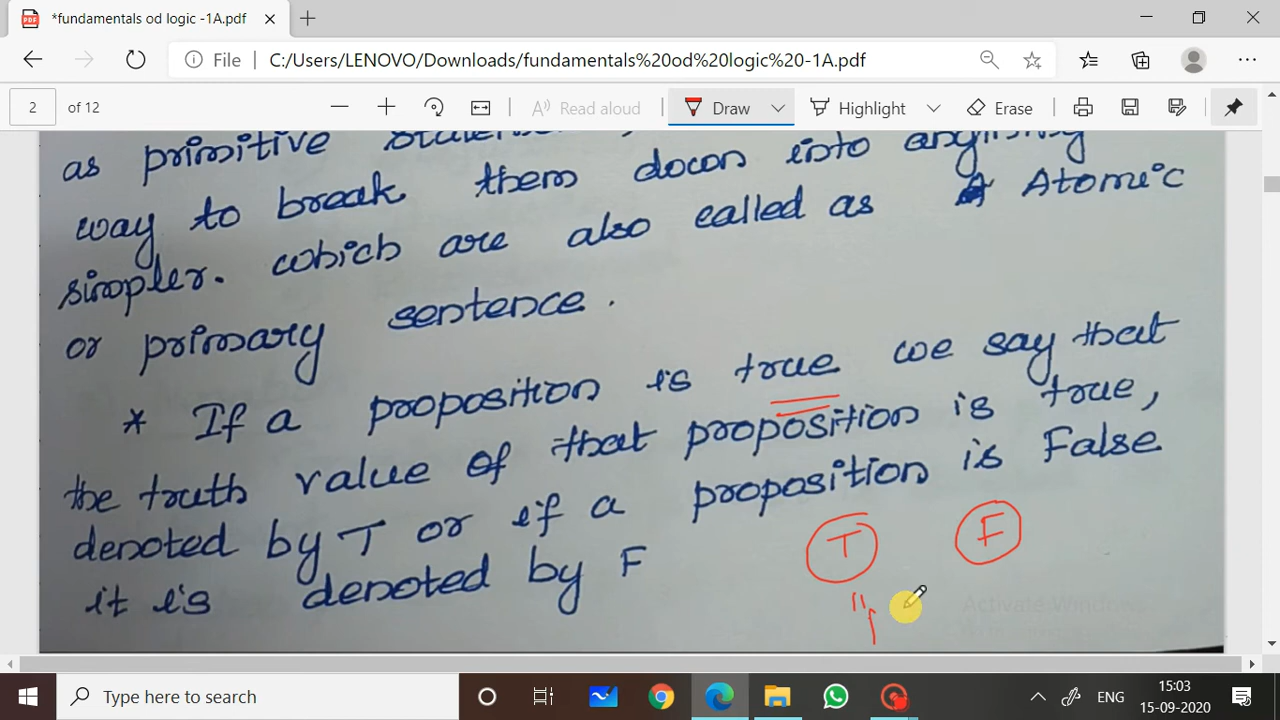 *fundamentals od logic -1A.pdf
File C:/Users/LENOVO/Downloads/fundamentals%20od%20logic%20-1A.pdf
2 of 12 Read aloud Draw Highlight Erase
as primitive
way to break them down into
simpler. which are also called as A Atomic
or primary sentence.
* If a proposition is true we say that
the truth value of that proposition is true,
denoted by T or if a proposition is False
it is denoted by F
T F
Activate Windows
Type here to search
ENG
15:03
15-09-2020